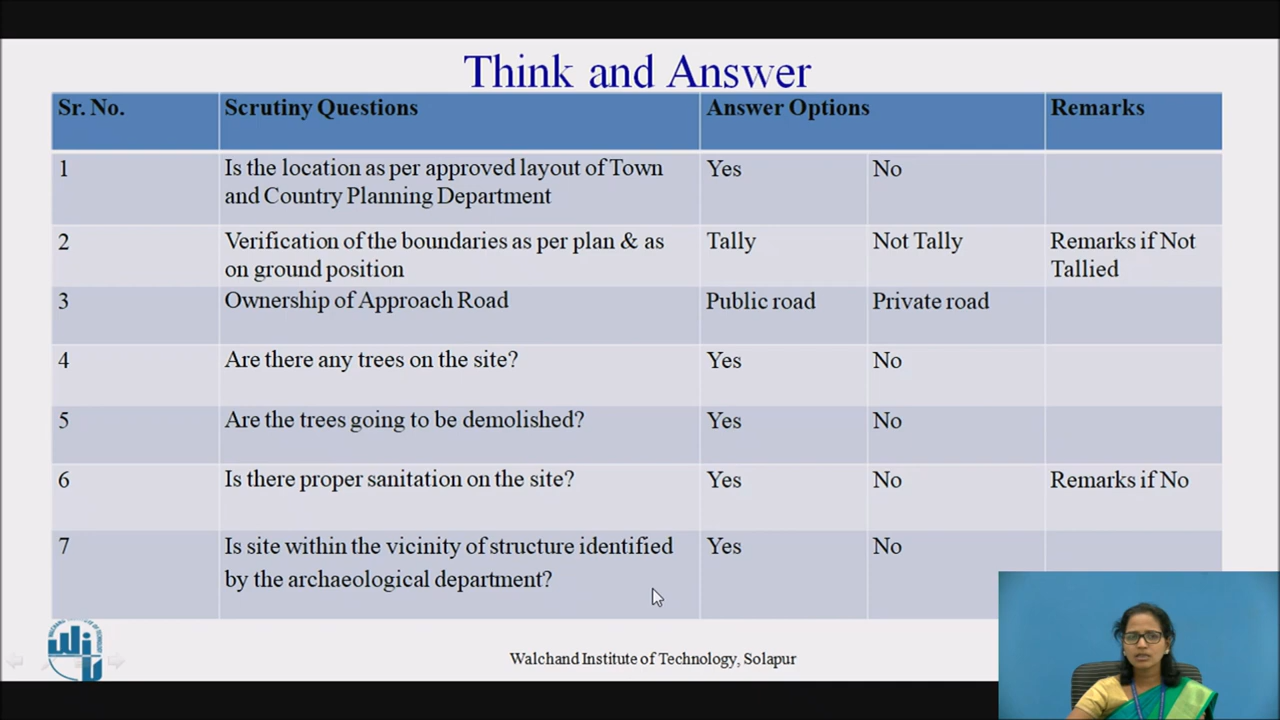 Think and Answer
Sr. No. Scrutiny Questions Answer Options Remarks
1 Is the location as per approved layout of Town Yes No
and Country Planning Department
2 Verification of the boundaries as per plan & as Tally Not Tally Remarks if Not
on ground position Tallied
3 Ownership of Approach Road Public road Private road
4 Are there any trees on the site? Yes No
5 Are the trees going to be demolished? Yes No
6 Is there proper sanitation on the site? Yes No Remarks if No
7 Is site within the vicinity of structure identified Yes No
by the archaeological department?
Walchand Institute of Technology, Solapur